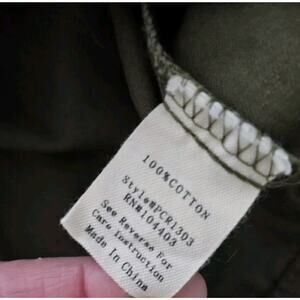 100%COTTON
Style#PCR1303
RN#104403
See Reverse For
Care Instruction
Made In China